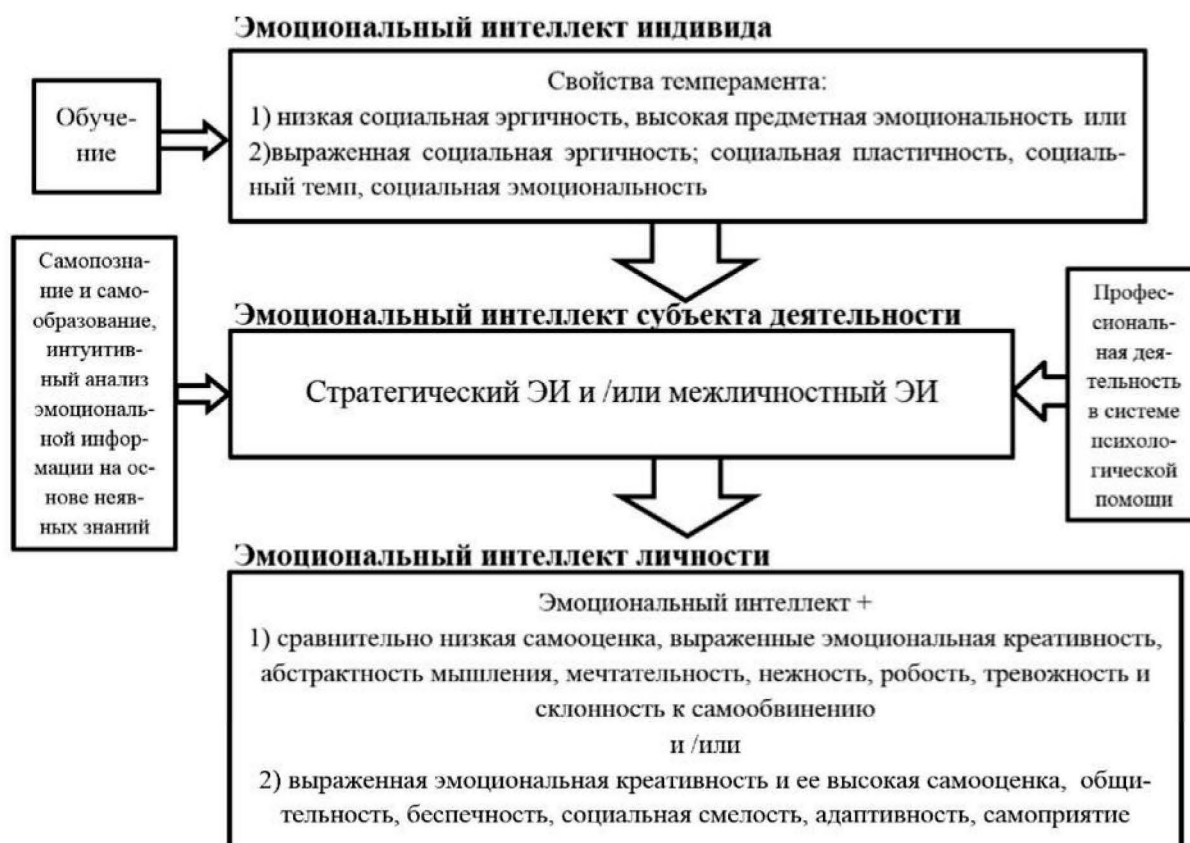 Эмоциональный интеллект индивида
Обуче-
ние
Свойства темперамента:
1) низкая социальная эргичность, высокая предметная эмоциональность или
2)выраженная социальная эргичность; социальная пластичность, социаль-
ный темп, социальная эмоциональность
Самопозна-
ние и само-
образование,
интуитив-
ный анализ
эмоциональ-
ной инфор-
мации на ос-
нове неяв-
ных знаний
Эмоциональный интеллект субъекта деятельности
Стратегический ЭИ и /или межличностный ЭИ
Профес-
сиональ-
ная дея-
тельность
в системе
психоло-
гической
помощи
Эмоциональный интеллект личности
Эмоциональный интеллект +
1) сравнительно низкая самооценка, выраженные эмоциональная креативность,
абстрактность мышления, мечтательность, нежность, робость, тревожность и
склонность к самообвинению
и /или
2) выраженная эмоциональная креативность и ее высокая самооценка, общи-
тельность, беспечность, социальная смелость, адаптивность, самоприятие